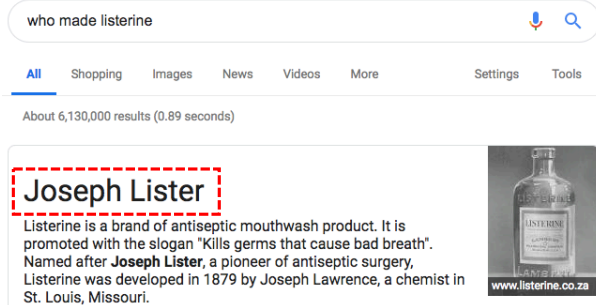 who made listerine
All Shopping Images News Videos More Settings Tools
About 6,130,000 results (0.89 seconds)
Joseph Lister
Listerine is a brand of antiseptic mouthwash product. It is
promoted with the slogan "Kills germs that cause bad breath".
Named after Joseph Lister, a pioneer of antiseptic surgery,
Listerine was developed in 1879 by Joseph Lawrence, a chemist in
St. Louis, Missouri.
LISTERINE
LISTERINE
LAMBERT
www.listerine.co.za